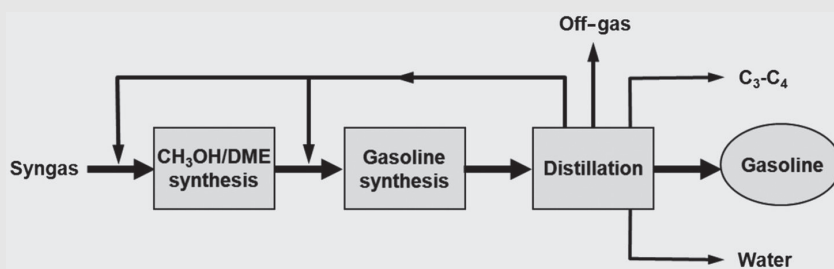 Off-gas
C₃-C₄
Syngas
CH₃OH/DME
synthesis
Gasoline
synthesis
Distillation
Gasoline
Water